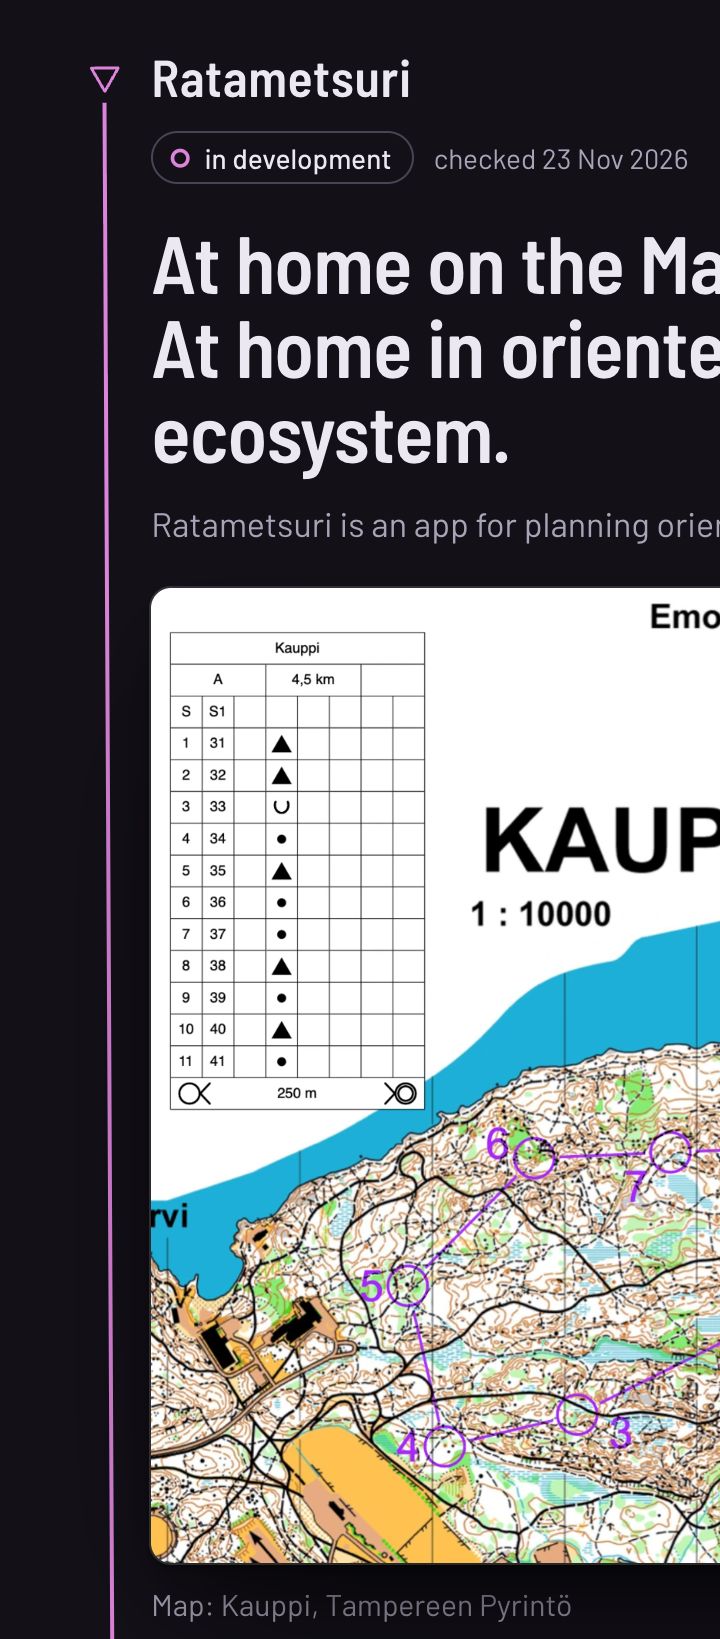 Ratametsuri
in development
checked 23 Nov 2026
At home on the Ma
At home in oriente
ecosystem.
Ratametsuri is an app for planning orien
Emo
Kauppi
A 4,5 km
S S1
1 31
2 32
3 33
4 34
5 35
6 36
7 37
8 38
9 39
10 40
11 41
250 m
KAUP
1 : 10000
rvi
6
7
5
4
3
Map: Kauppi, Tampereen Pyrintö